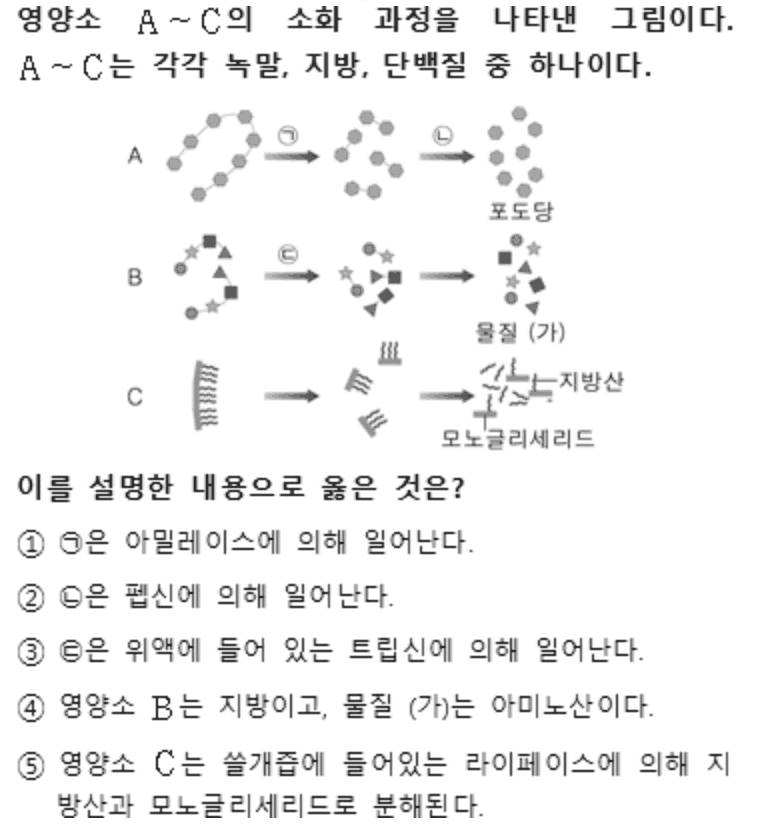 영양소 A ~ C의 소화 과정을 나타낸 그림이다.
A ~ C는 각각 녹말, 지방, 단백질 중 하나이다.
A ㉠ ㉡
포도당
B ㉢
물질 (가)
C
지방산
모노글리세리드
이를 설명한 내용으로 옳은 것은?
① ㉠은 아밀레이스에 의해 일어난다.
② ㉡은 펩신에 의해 일어난다.
③ ㉢은 위액에 들어 있는 트립신에 의해 일어난다.
④ 영양소 B는 지방이고, 물질 (가)는 아미노산이다.
⑤ 영양소 C는 쓸개즙에 들어있는 라이페이스에 의해 지
방산과 모노글리세리드로 분해된다.